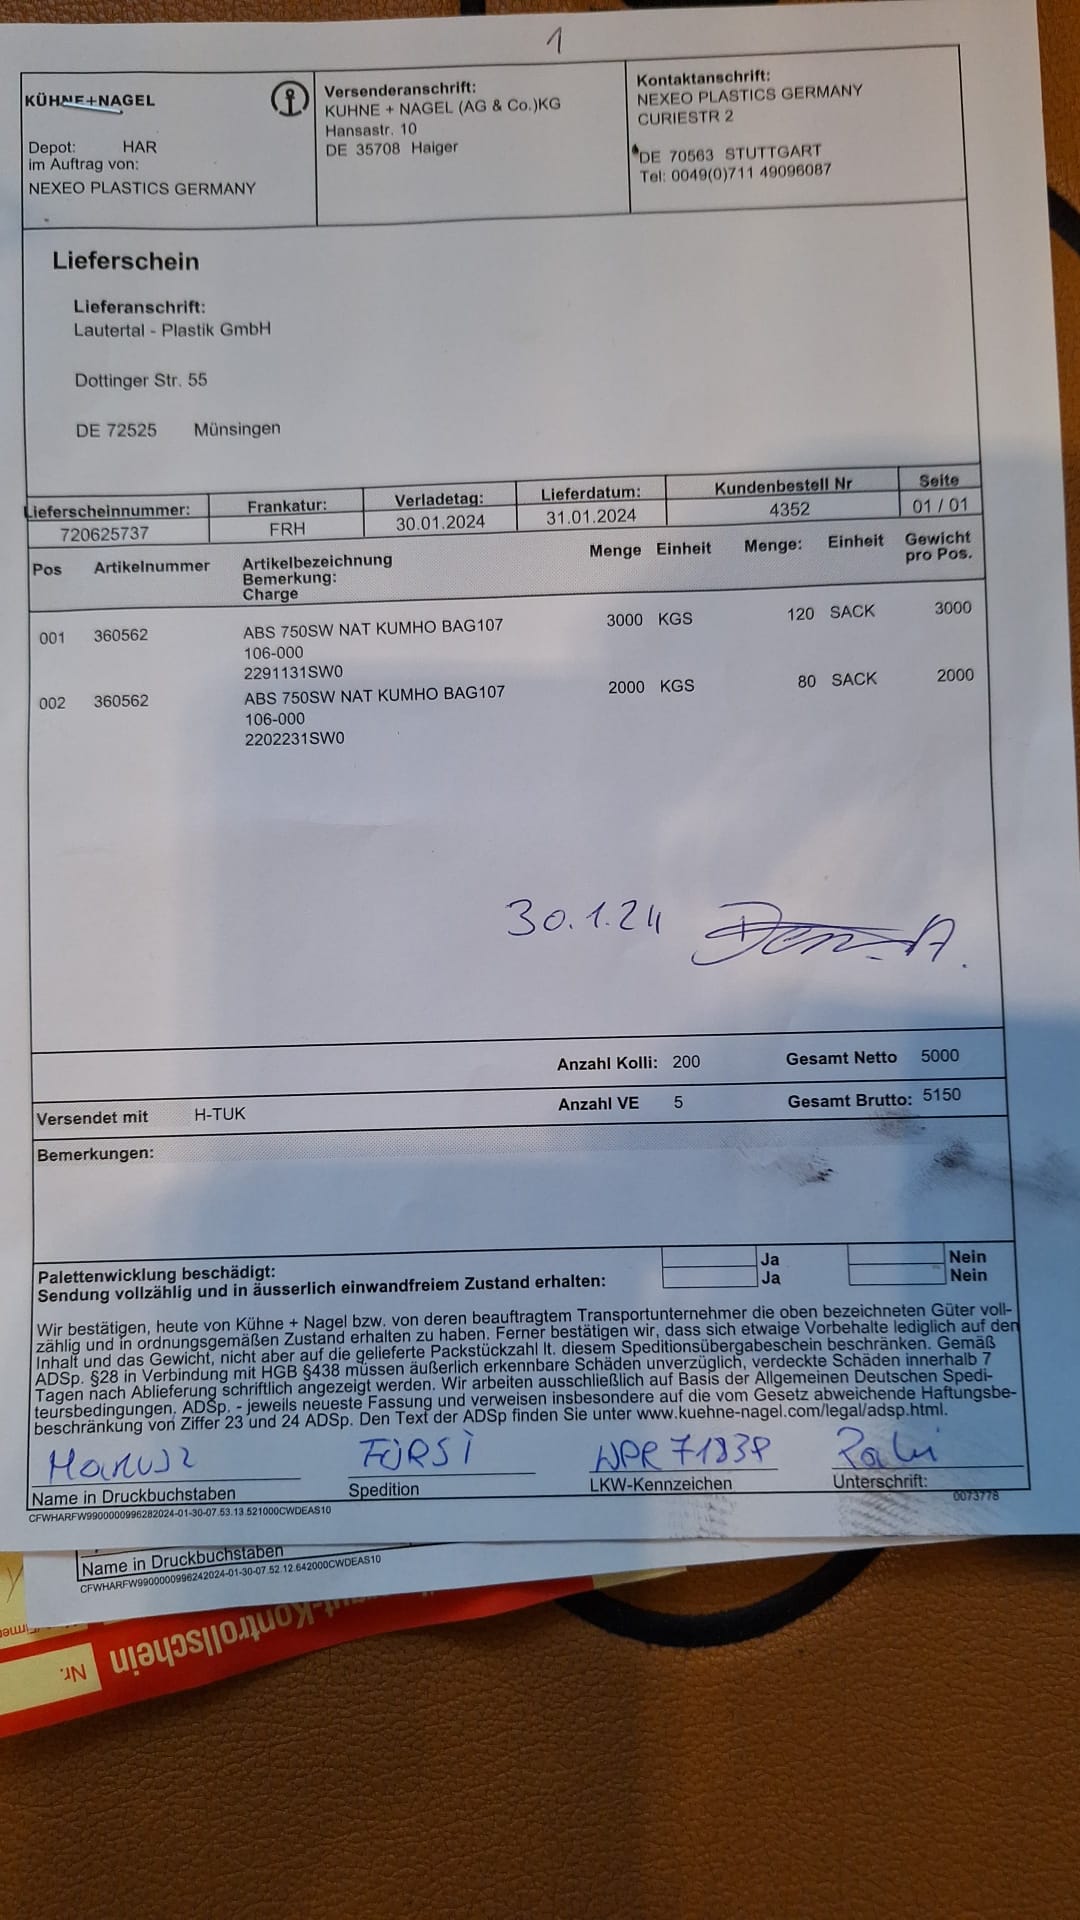 1
KÜHNE+NAGEL
Depot: HAR
im Auftrag von:
NEXEO PLASTICS GERMANY
Versenderanschrift:
KUHNE + NAGEL (AG & Co.)KG
Hansastr. 10
DE 35708 Haiger
Kontaktanschrift:
NEXEO PLASTICS GERMANY
CURIESTR 2
DE 70563 STUTTGART
Tel: 0049(0)711 49096087
Lieferschein
Lieferanschrift:
Lautertal - Plastik GmbH
Dottinger Str. 55
DE 72525 Münsingen
Lieferscheinnummer: Frankatur: Verladetag: Lieferdatum: Kundenbestell Nr Seite
720625737 FRH 30.01.2024 31.01.2024 4352 01 / 01
Pos Artikelnummer Artikelbezeichnung Menge Einheit Menge: Einheit Gewicht
Bemerkung: pro Pos.
Charge
001 360562 ABS 750SW NAT KUMHO BAG107 3000 KGS 120 SACK 3000
106-000
2291131SW0
002 360562 ABS 750SW NAT KUMHO BAG107 2000 KGS 80 SACK 2000
106-000
2202231SW0
30.1.24
Anzahl Kolli: 200 Gesamt Netto 5000
Versendet mit H-TUK Anzahl VE 5 Gesamt Brutto: 5150
Bemerkungen:
Palettenwicklung beschädigt: Ja Nein
Sendung vollzählig und in äusserlich einwandfreiem Zustand erhalten: Ja Nein
Wir bestätigen, heute von Kühne + Nagel bzw. von deren beauftragtem Transportunternehmer die oben bezeichneten Güter voll-
zählig und in ordnungsgemäßen Zustand erhalten zu haben. Ferner bestätigen wir, dass sich etwaige Vorbehalte lediglich auf den
Inhalt und das Gewicht, nicht aber auf die gelieferte Packstückzahl lt. diesem Speditionsübergabeschein beschränken. Gemäß
ADSp. §28 in Verbindung mit HGB §438 müssen äußerlich erkennbare Schäden unverzüglich, verdeckte Schäden innerhalb 7
Tagen nach Ablieferung schriftlich angezeigt werden. Wir arbeiten ausschließlich auf Basis der Allgemeinen Deutschen Spedi-
teursbedingungen. ADSp. - jeweils neueste Fassung und verweisen insbesondere auf die vom Gesetz abweichende Haftungsbe-
beschränkung von Ziffer 23 und 24 ADSp. Den Text der ADSp finden Sie unter www.kuehne-nagel.com/legal/adsp.html.
FÜRSI
Name in Druckbuchstaben Spedition LKW-Kennzeichen Unterschrift:
CFWHARFW9900000996282024-01-30-07.53.13.521000CWDEAS10 0073778
Name in Druckbuchstaben
CFWHARFW9900000996242024-01-30-07.52.12.642000CWDEAS10
-Kontrollschein
Nr.